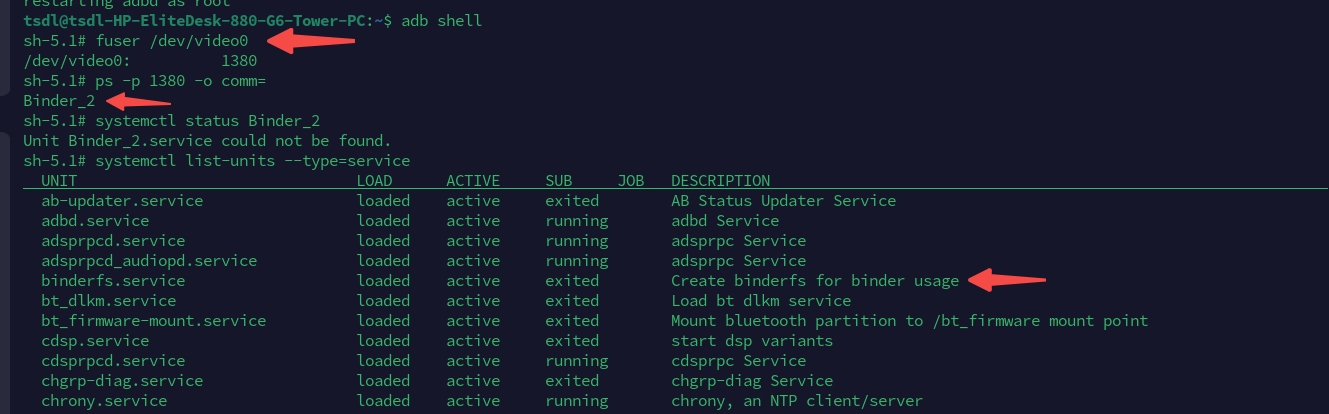 restarting adbd as root
tsdl@tsdl-HP-EliteDesk-880-G6-Tower-PC:~$ adb shell
sh-5.1# fuser /dev/video0
/dev/video0:          1380
sh-5.1# ps -p 1380 -o comm=
Binder_2
sh-5.1# systemctl status Binder_2
Unit Binder_2.service could not be found.
sh-5.1# systemctl list-units --type=service
UNIT LOAD ACTIVE SUB JOB DESCRIPTION
ab-updater.service loaded active exited AB Status Updater Service
adbd.service loaded active running adbd Service
adsprpcd.service loaded active running adsprpc Service
adsprpcd_audiopd.service loaded active running adsprpc Service
binderfs.service loaded active exited Create binderfs for binder usage
bt_dlkm.service loaded active exited Load bt dlkm service
bt_firmware-mount.service loaded active exited Mount bluetooth partition to /bt_firmware mount point
cdsp.service loaded active exited start dsp variants
cdsprpcd.service loaded active running cdsprpc Service
chgrp-diag.service loaded active exited chgrp-diag Service
chrony.service loaded active running chrony, an NTP client/server